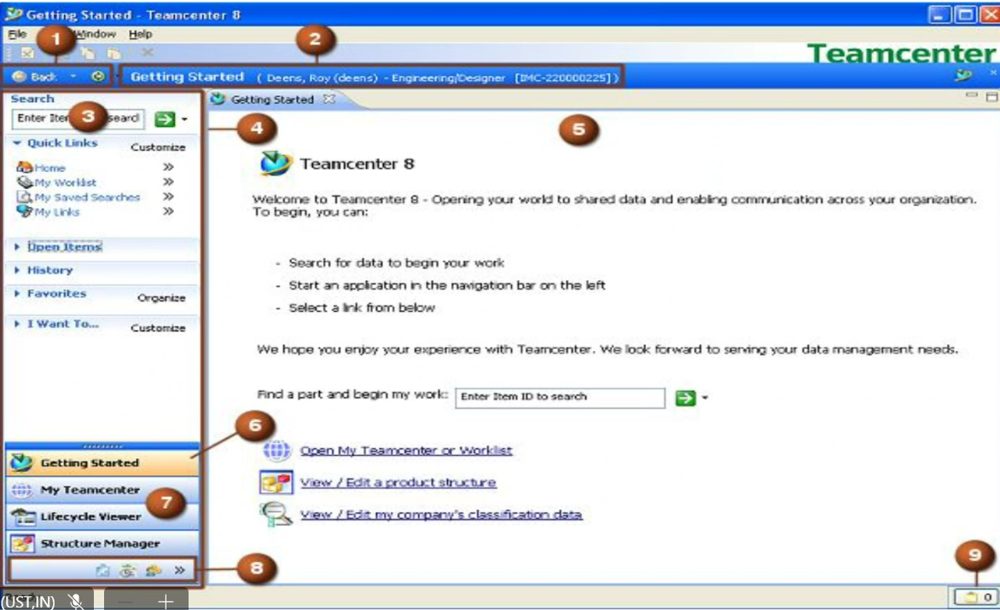 Getting Started - Teamcenter 8
File Window Help
1
2
Teamcenter
Back Getting Started ( Deens, Roy (deens) - Engineering/Designer [IMC-220000225] )
Search
Getting Started
Enter Item search
3
4
5
Quick Links Customize
Home
My Worklist
My Saved Searches
My Links
Open Items
History
Favorites Organize
I Want To... Customize
Teamcenter 8
Welcome to Teamcenter 8 - Opening your world to shared data and enabling communication across your organization.
To begin, you can:
- Search for data to begin your work
- Start an application in the navigation bar on the left
- Select a link from below
We hope you enjoy your experience with Teamcenter. We look forward to serving your data management needs.
Find a part and begin my work: Enter Item ID to search
6
Open My Teamcenter or Worklist
View / Edit a product structure
View / Edit my company's classification data
Getting Started
My Teamcenter
7
Lifecycle Viewer
Structure Manager
8
9
0
(UST,IN)